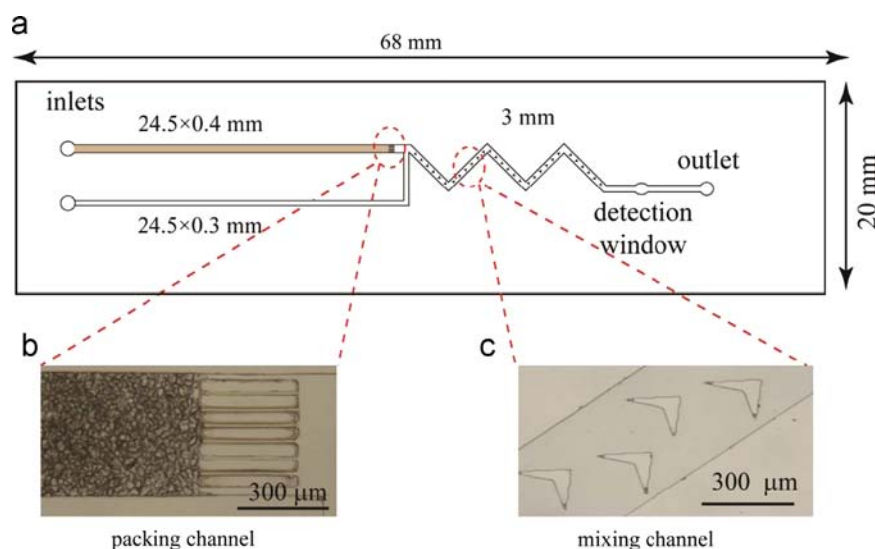 a
68 mm
inlets
24.5×0.4 mm
3 mm
outlet
24.5×0.3 mm
detection
window
20 mm
b
c
300 μm
300 μm
packing channel
mixing channel